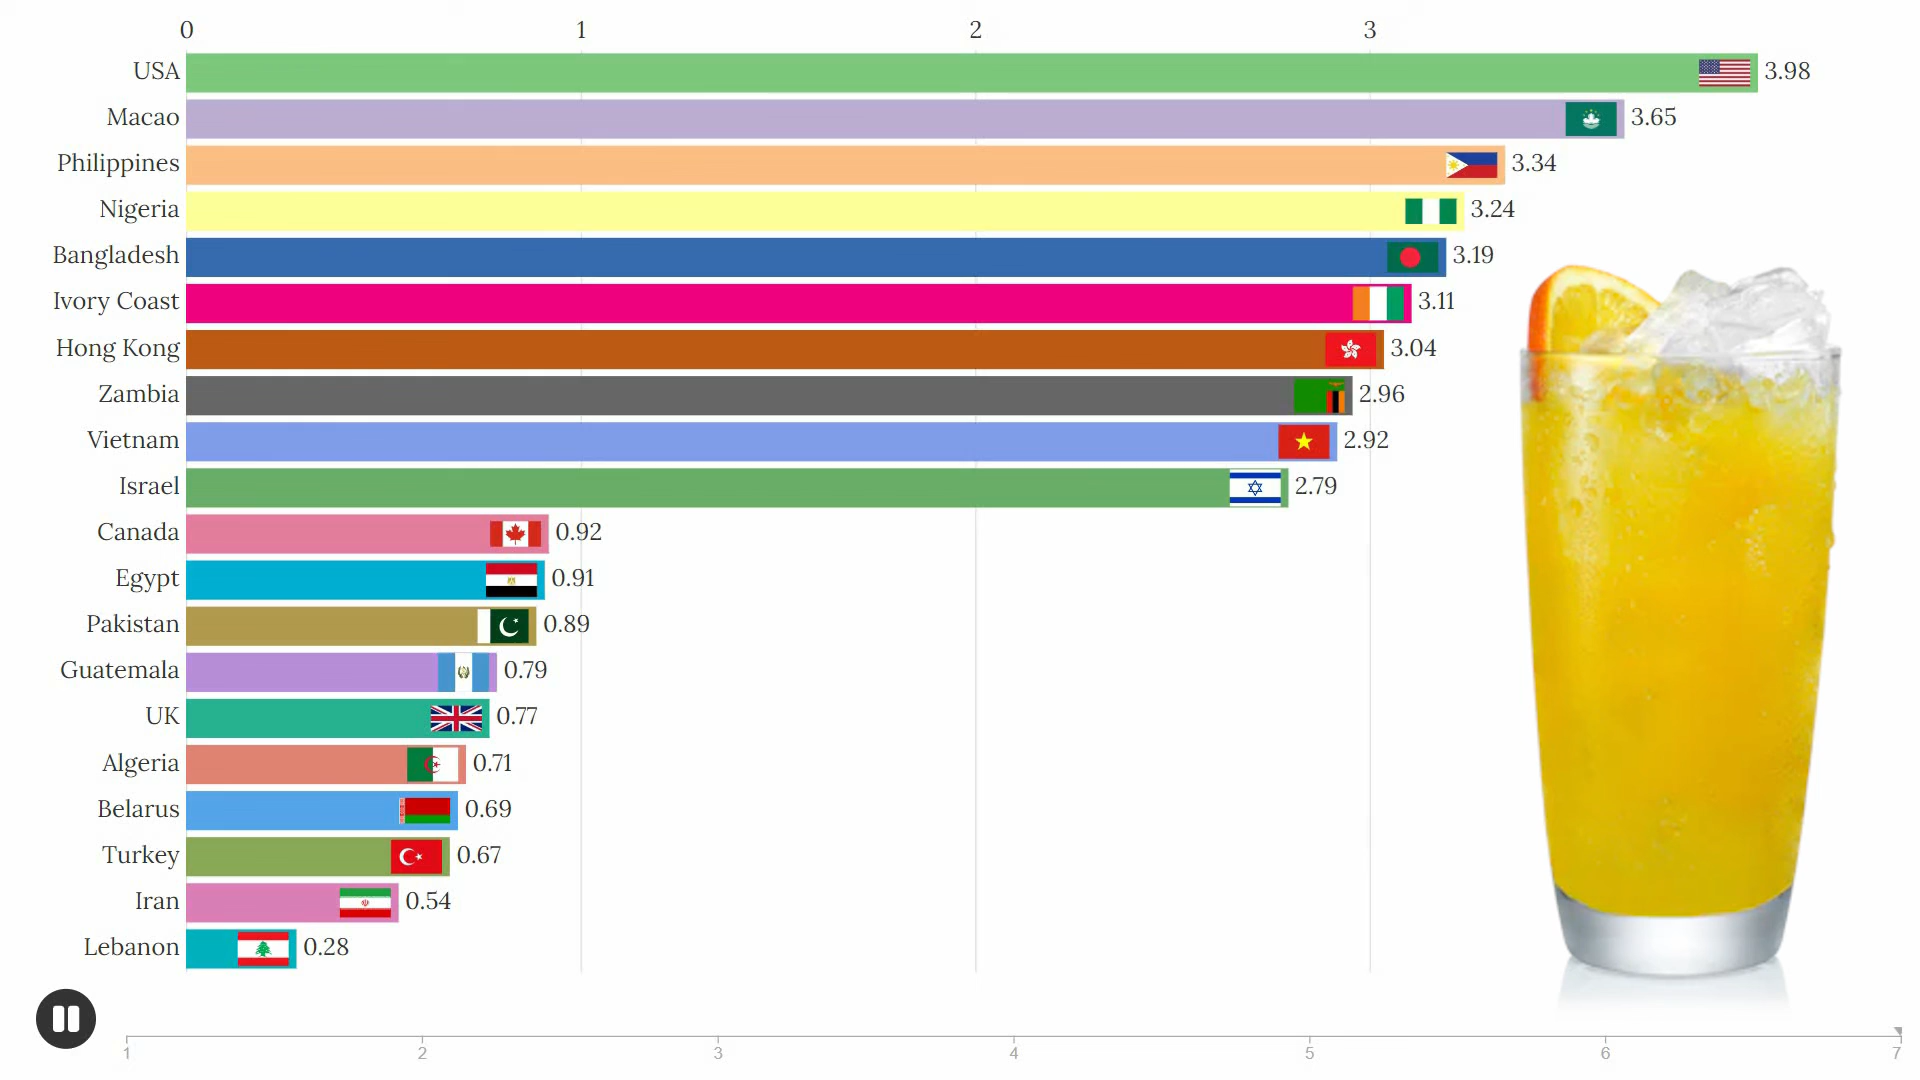 0 1 2 3
USA 3.98
Macao 3.65
Philippines 3.34
Nigeria 3.24
Bangladesh 3.19
Ivory Coast 3.11
Hong Kong 3.04
Zambia 2.96
Vietnam 2.92
Israel 2.79
Canada 0.92
Egypt 0.91
Pakistan 0.89
Guatemala 0.79
UK 0.77
Algeria 0.71
Belarus 0.69
Turkey 0.67
Iran 0.54
Lebanon 0.28
1 2 3 4 5 6 7